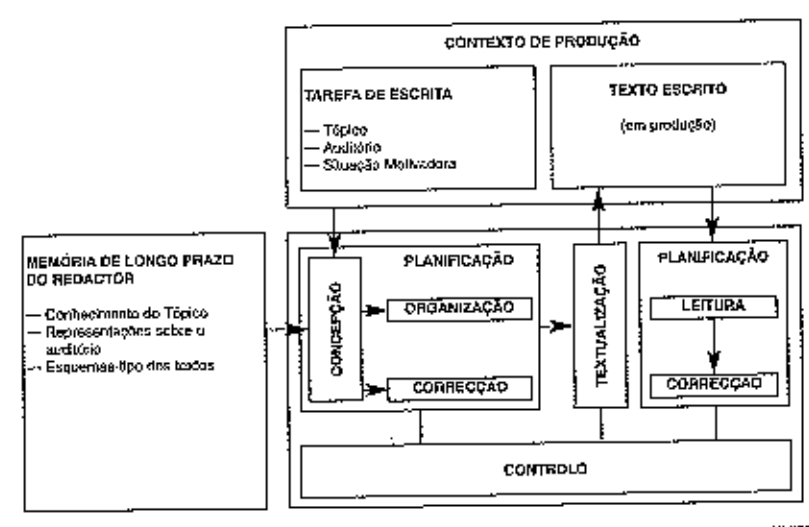 CONTEXTO DE PRODUÇÃO
TAREFA DE ESCRITA
— Tópico
— Auditório
— Situação Motivadora
TEXTO ESCRITO
(em produção)
MEMÓRIA DE LONGO PRAZO
DO REDACTOR
— Conhecimento do Tópico
— Representações sobre o
auditório
— Esquemas-tipo dos textos
PLANIFICAÇÃO
CONCEPÇÃO
ORGANIZAÇÃO
CORRECÇÃO
TEXTUALIZAÇÃO
PLANIFICAÇÃO
LEITURA
CORRECÇÃO
CONTROLO